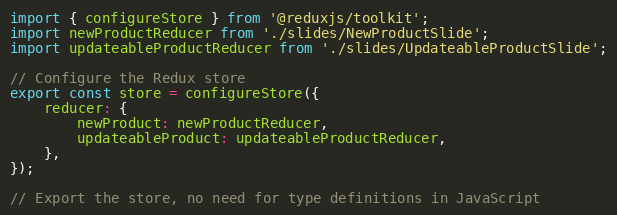 import { configureStore } from '@reduxjs/toolkit';
import newProductReducer from './slides/NewProductSlide';
import updateableProductReducer from './slides/UpdateableProductSlide';

// Configure the Redux store
export const store = configureStore({
    reducer: {
        newProduct: newProductReducer,
        updateableProduct: updateableProductReducer,
    },
});

// Export the store, no need for type definitions in JavaScript